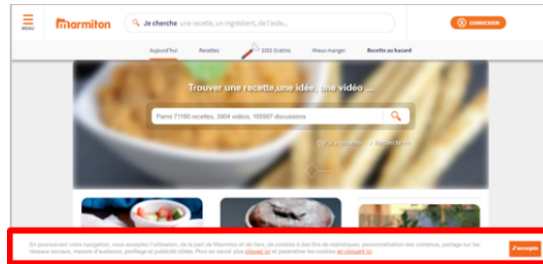 MENU
marmiton
Je cherche une recette, un ingrédient, de l'aide...
CONNEXION
Aujourd'hui
Recettes
Gratins
Mieux manger
Recette au hasard
Trouver une recette,une idée, une vidéo ...
Parmi 71160 recettes, 3904 vidéos, 165987 discussions
En poursuivant votre navigation, vous acceptez l'utilisation, de la part de Marmiton et de tiers, de cookies à des fins de statistiques, personnalisation des contenus, partage sur les
réseaux sociaux, mesure d'audience, profilage et publicité ciblée. Pour en savoir plus cliquez ici et paramétrer les cookies en cliquant ici
J'accepte